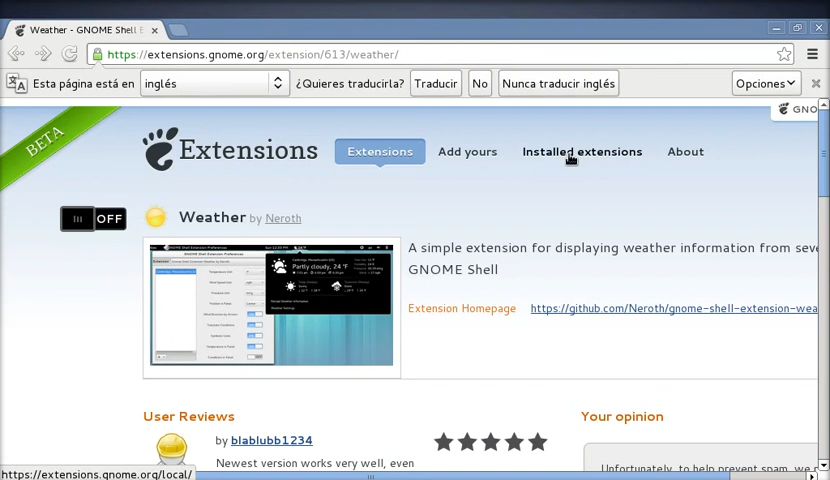 Weather - GNOME Shell E
https://extensions.gnome.org/extension/613/weather/
Esta página está en
inglés
¿Quieres traducirla?
Traducir
No
Nunca traducir inglés
Opciones
GNO
BETA
Extensions
Extensions
Add yours
Installed extensions
About
OFF
Weather by Neroth
A simple extension for displaying weather information from seve
GNOME Shell
Partly cloudy, 24 °F
Extension Homepage
https://github.com/Neroth/gnome-shell-extension-wea
User Reviews
Your opinion
by blablubb1234
Newest version works very well, even
Unfortunately, to help prevent spam, we
https://extensions.gnome.org/local/